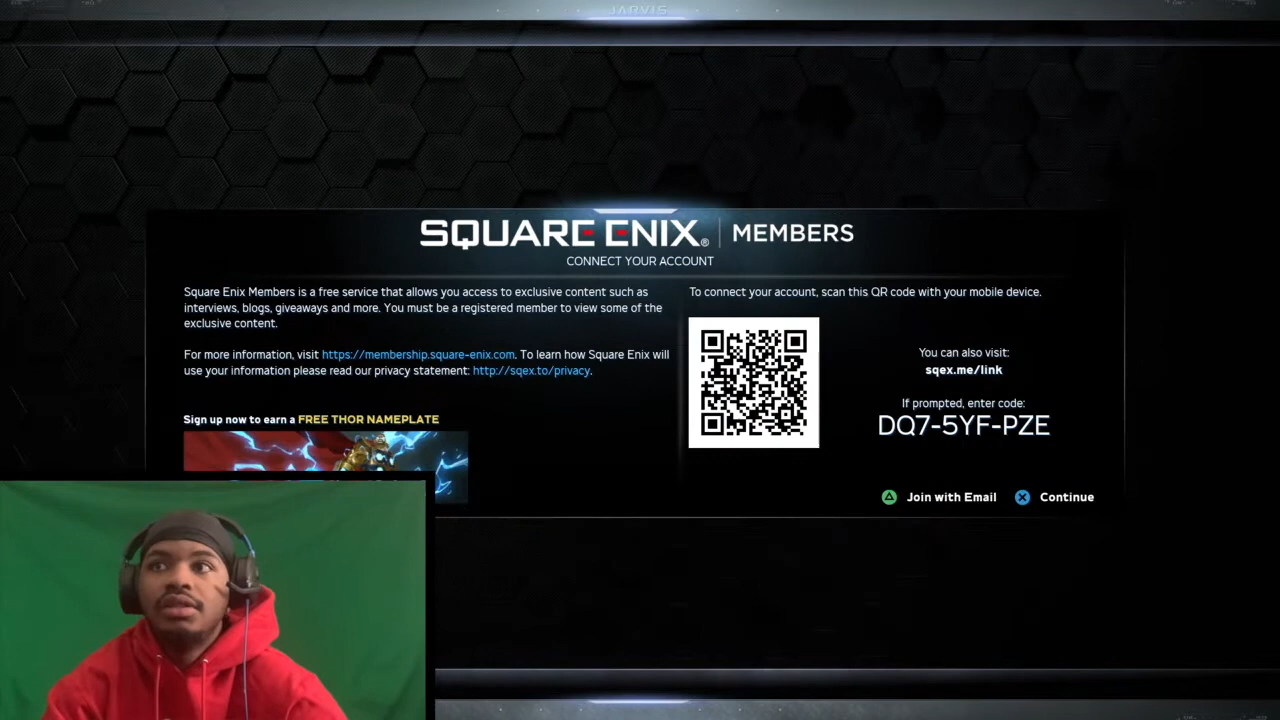 JARVIS
SQUARE ENIX® | MEMBERS
CONNECT YOUR ACCOUNT
Square Enix Members is a free service that allows you access to exclusive content such as
interviews, blogs, giveaways and more. You must be a registered member to view some of the
exclusive content.
For more information, visit https://membership.square-enix.com. To learn how Square Enix will
use your information please read our privacy statement: http://sqex.to/privacy.
Sign up now to earn a FREE THOR NAMEPLATE
To connect your account, scan this QR code with your mobile device.
You can also visit:
sqex.me/link
If prompted, enter code:
DQ7-5YF-PZE
Join with Email
Continue